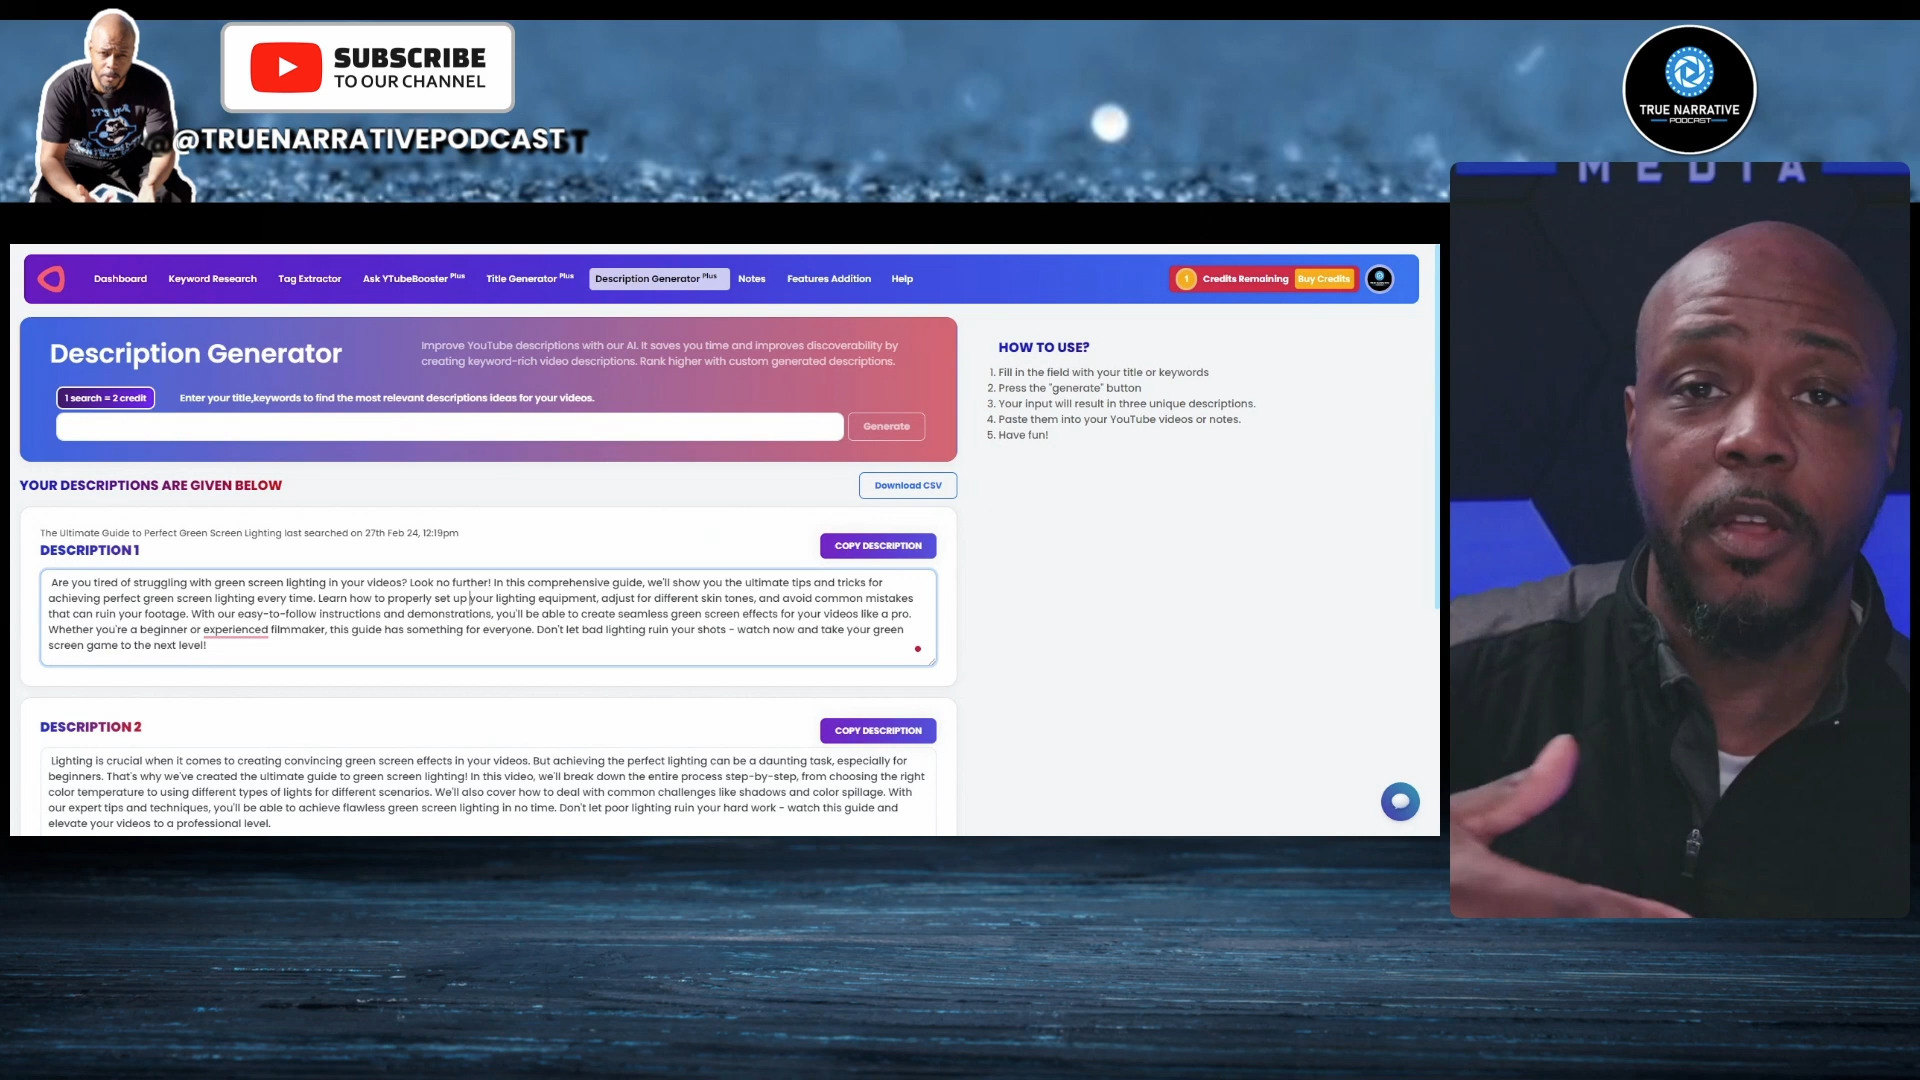 SUBSCRIBE
TO OUR CHANNEL
@TRUENARRATIVEPODCAST
TRUE NARRATIVE
PODCAST
MEDIA
Dashboard
Keyword Research
Tag Extractor
Ask YTubeBooster Plus
Title Generator Plus
Description Generator Plus
Notes
Features Addition
Help
1
Credits Remaining
Buy Credits
Description Generator
Improve YouTube descriptions with our AI. It saves you time and improves discoverability by
creating keyword-rich video descriptions. Rank higher with custom generated descriptions.
1 search = 2 credit
Enter your title,keywords to find the most relevant descriptions ideas for your videos.
Generate
HOW TO USE?
1. Fill in the field with your title or keywords
2. Press the "generate" button
3. Your input will result in three unique descriptions.
4. Paste them into your YouTube videos or notes.
5. Have fun!
YOUR DESCRIPTIONS ARE GIVEN BELOW
Download CSV
The Ultimate Guide to Perfect Green Screen Lighting last searched on 27th Feb 24, 12:19pm
DESCRIPTION 1
COPY DESCRIPTION
Are you tired of struggling with green screen lighting in your videos? Look no further! In this comprehensive guide, we'll show you the ultimate tips and tricks for
achieving perfect green screen lighting every time. Learn how to properly set up your lighting equipment, adjust for different skin tones, and avoid common mistakes
that can ruin your footage. With our easy-to-follow instructions and demonstrations, you'll be able to create seamless green screen effects for your videos like a pro.
Whether you're a beginner or experienced filmmaker, this guide has something for everyone. Don't let bad lighting ruin your shots - watch now and take your green
screen game to the next level!
DESCRIPTION 2
COPY DESCRIPTION
Lighting is crucial when it comes to creating convincing green screen effects in your videos. But achieving the perfect lighting can be a daunting task, especially for
beginners. That's why we've created the ultimate guide to green screen lighting! In this video, we'll break down the entire process step-by-step, from choosing the right
color temperature to using different types of lights for different scenarios. We'll also cover how to deal with common challenges like shadows and color spillage. With
our expert tips and techniques, you'll be able to achieve flawless green screen lighting in no time. Don't let poor lighting ruin your hard work - watch this guide and
elevate your videos to a professional level.